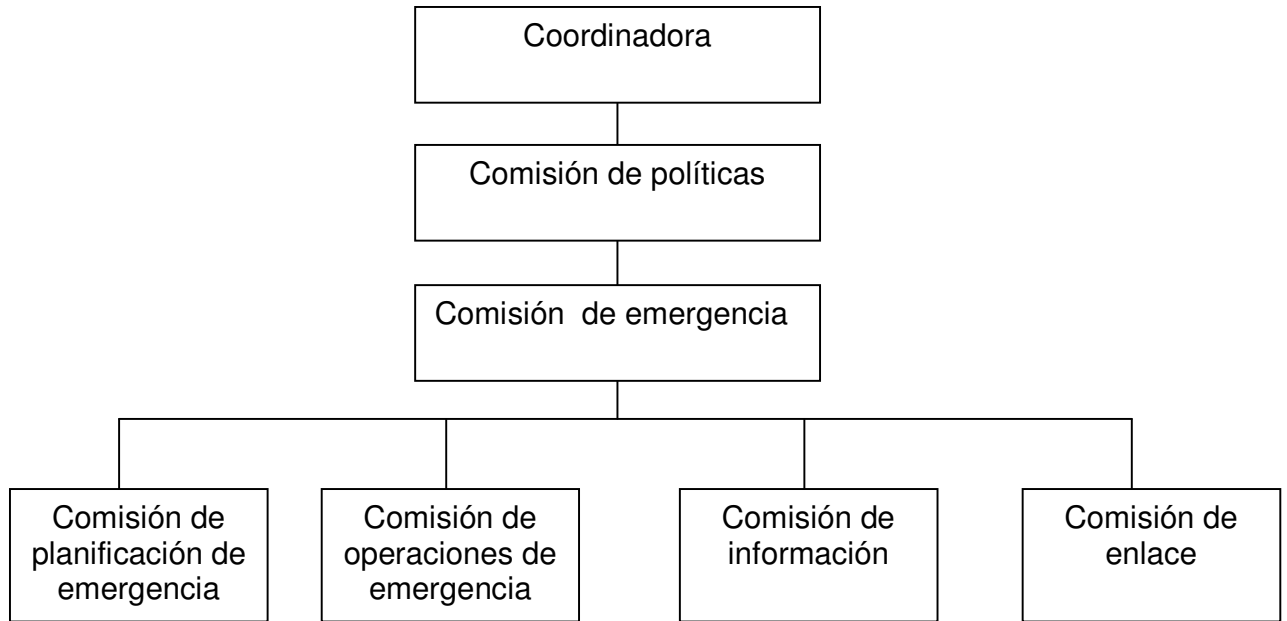 Coordinadora
Comisión de políticas
Comisión de emergencia
Comisión de
planificación de
emergencia
Comisión de
operaciones de
emergencia
Comisión de
información
Comisión de
enlace